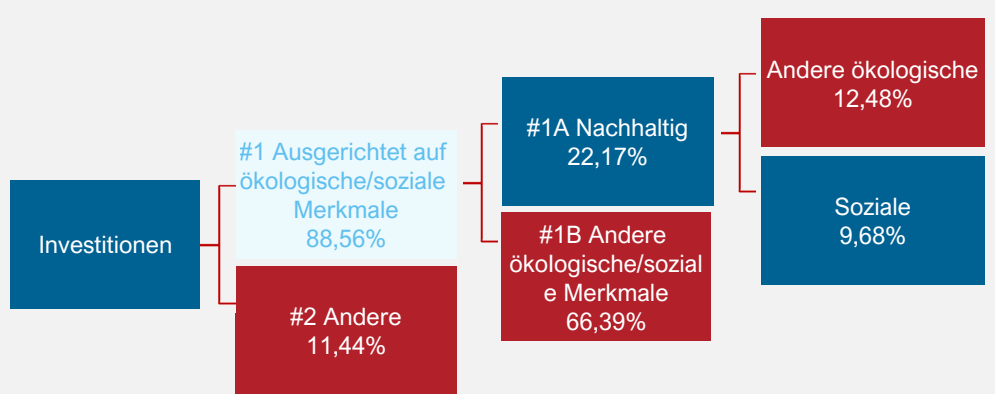 Investitionen
#1 Ausgerichtet auf
ökologische/soziale
Merkmale
88,56%
#2 Andere
11,44%
#1A Nachhaltig
22,17%
#1B Andere
ökologische/sozial
e Merkmale
66,39%
Andere ökologische
12,48%
Soziale
9,68%